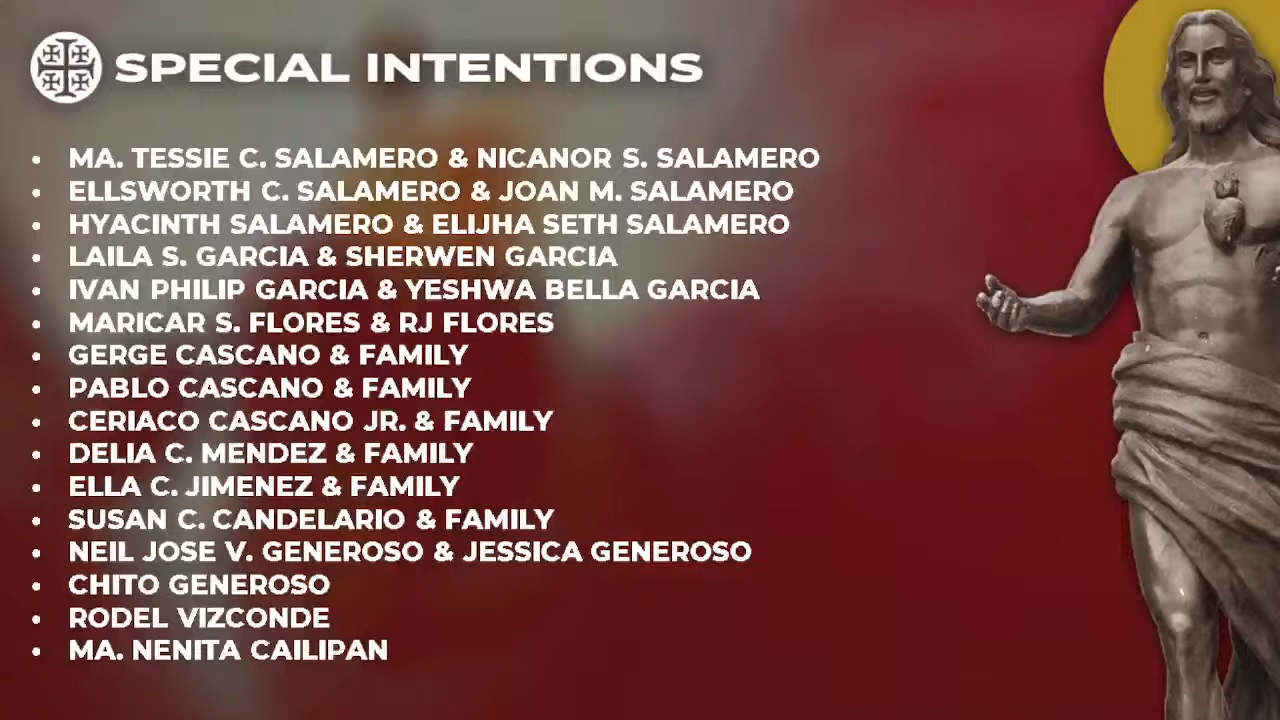 SPECIAL INTENTIONS
• MA. TESSIE C. SALAMERO & NICANOR S. SALAMERO
• ELLSWORTH C. SALAMERO & JOAN M. SALAMERO
• HYACINTH SALAMERO & ELIJHA SETH SALAMERO
• LAILA S. GARCIA & SHERWEN GARCIA
• IVAN PHILIP GARCIA & YESHWA BELLA GARCIA
• MARICAR S. FLORES & RJ FLORES
• GERGE CASCANO & FAMILY
• PABLO CASCANO & FAMILY
• CERIACO CASCANO JR. & FAMILY
• DELIA C. MENDEZ & FAMILY
• ELLA C. JIMENEZ & FAMILY
• SUSAN C. CANDELARIO & FAMILY
• NEIL JOSE V. GENEROSO & JESSICA GENEROSO
• CHITO GENEROSO
• RODEL VIZCONDE
• MA. NENITA CAILIPAN